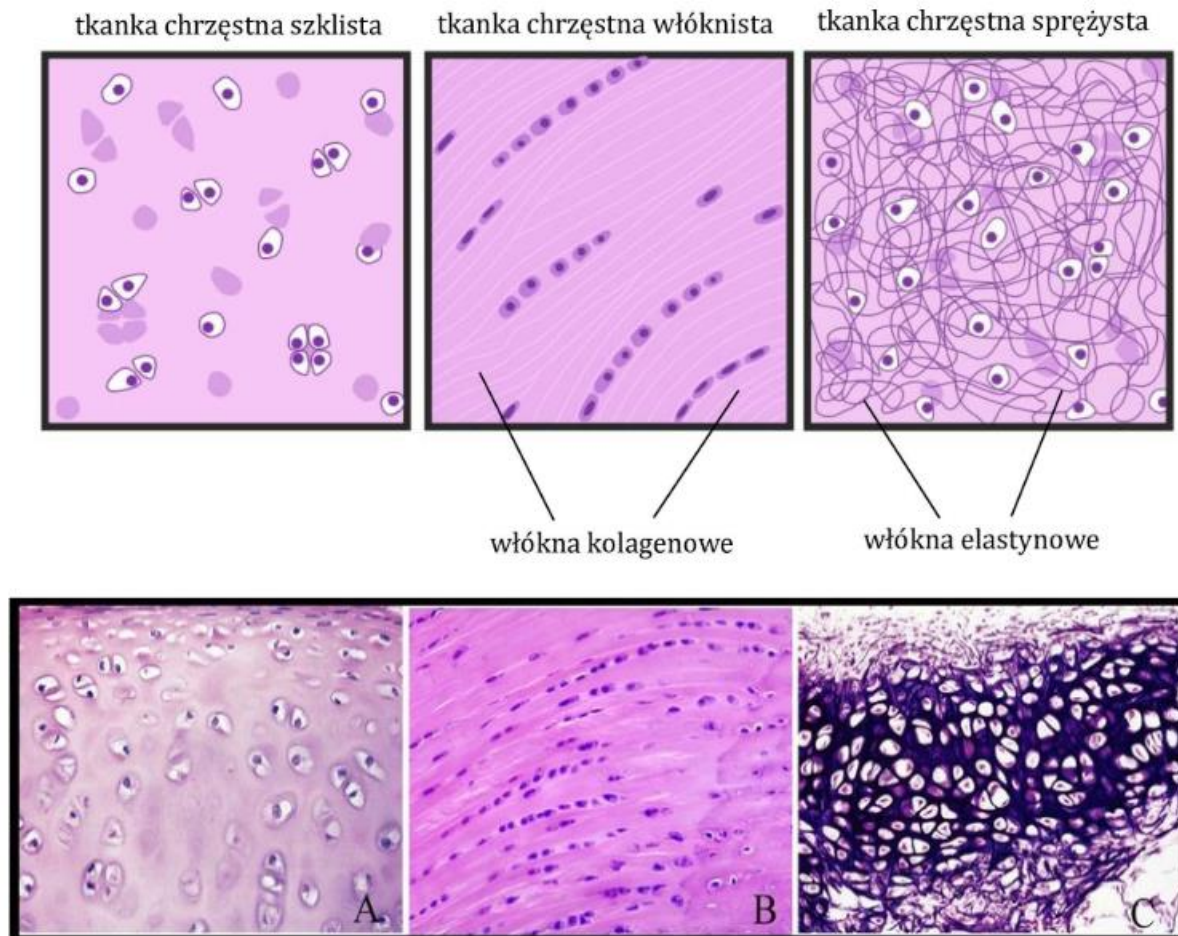 tkanka chrzęstna szklista
tkanka chrzęstna włóknista
tkanka chrzęstna sprężysta
włókna kolagenowe
włókna elastynowe
A
B
C